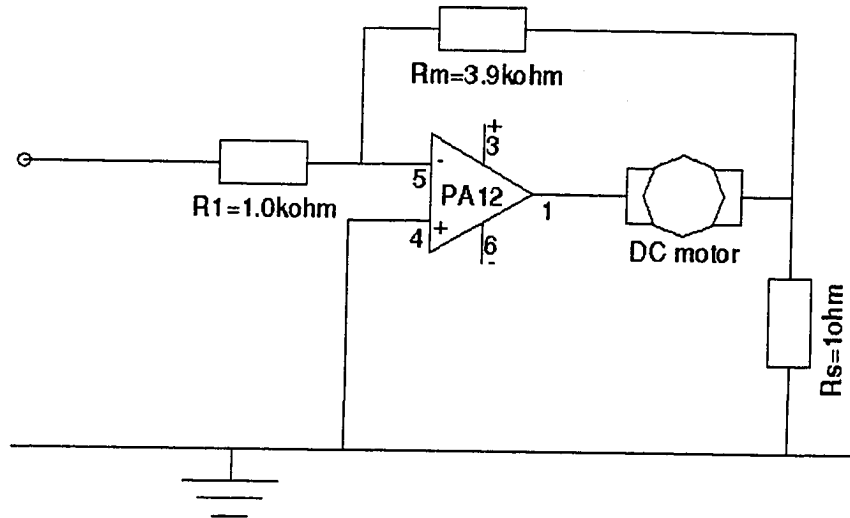 Rm=3.9kohm
+
3
-
5
PA12
R1=1.0kohm
1
4
+
6
-
DC motor
Rs=1ohm